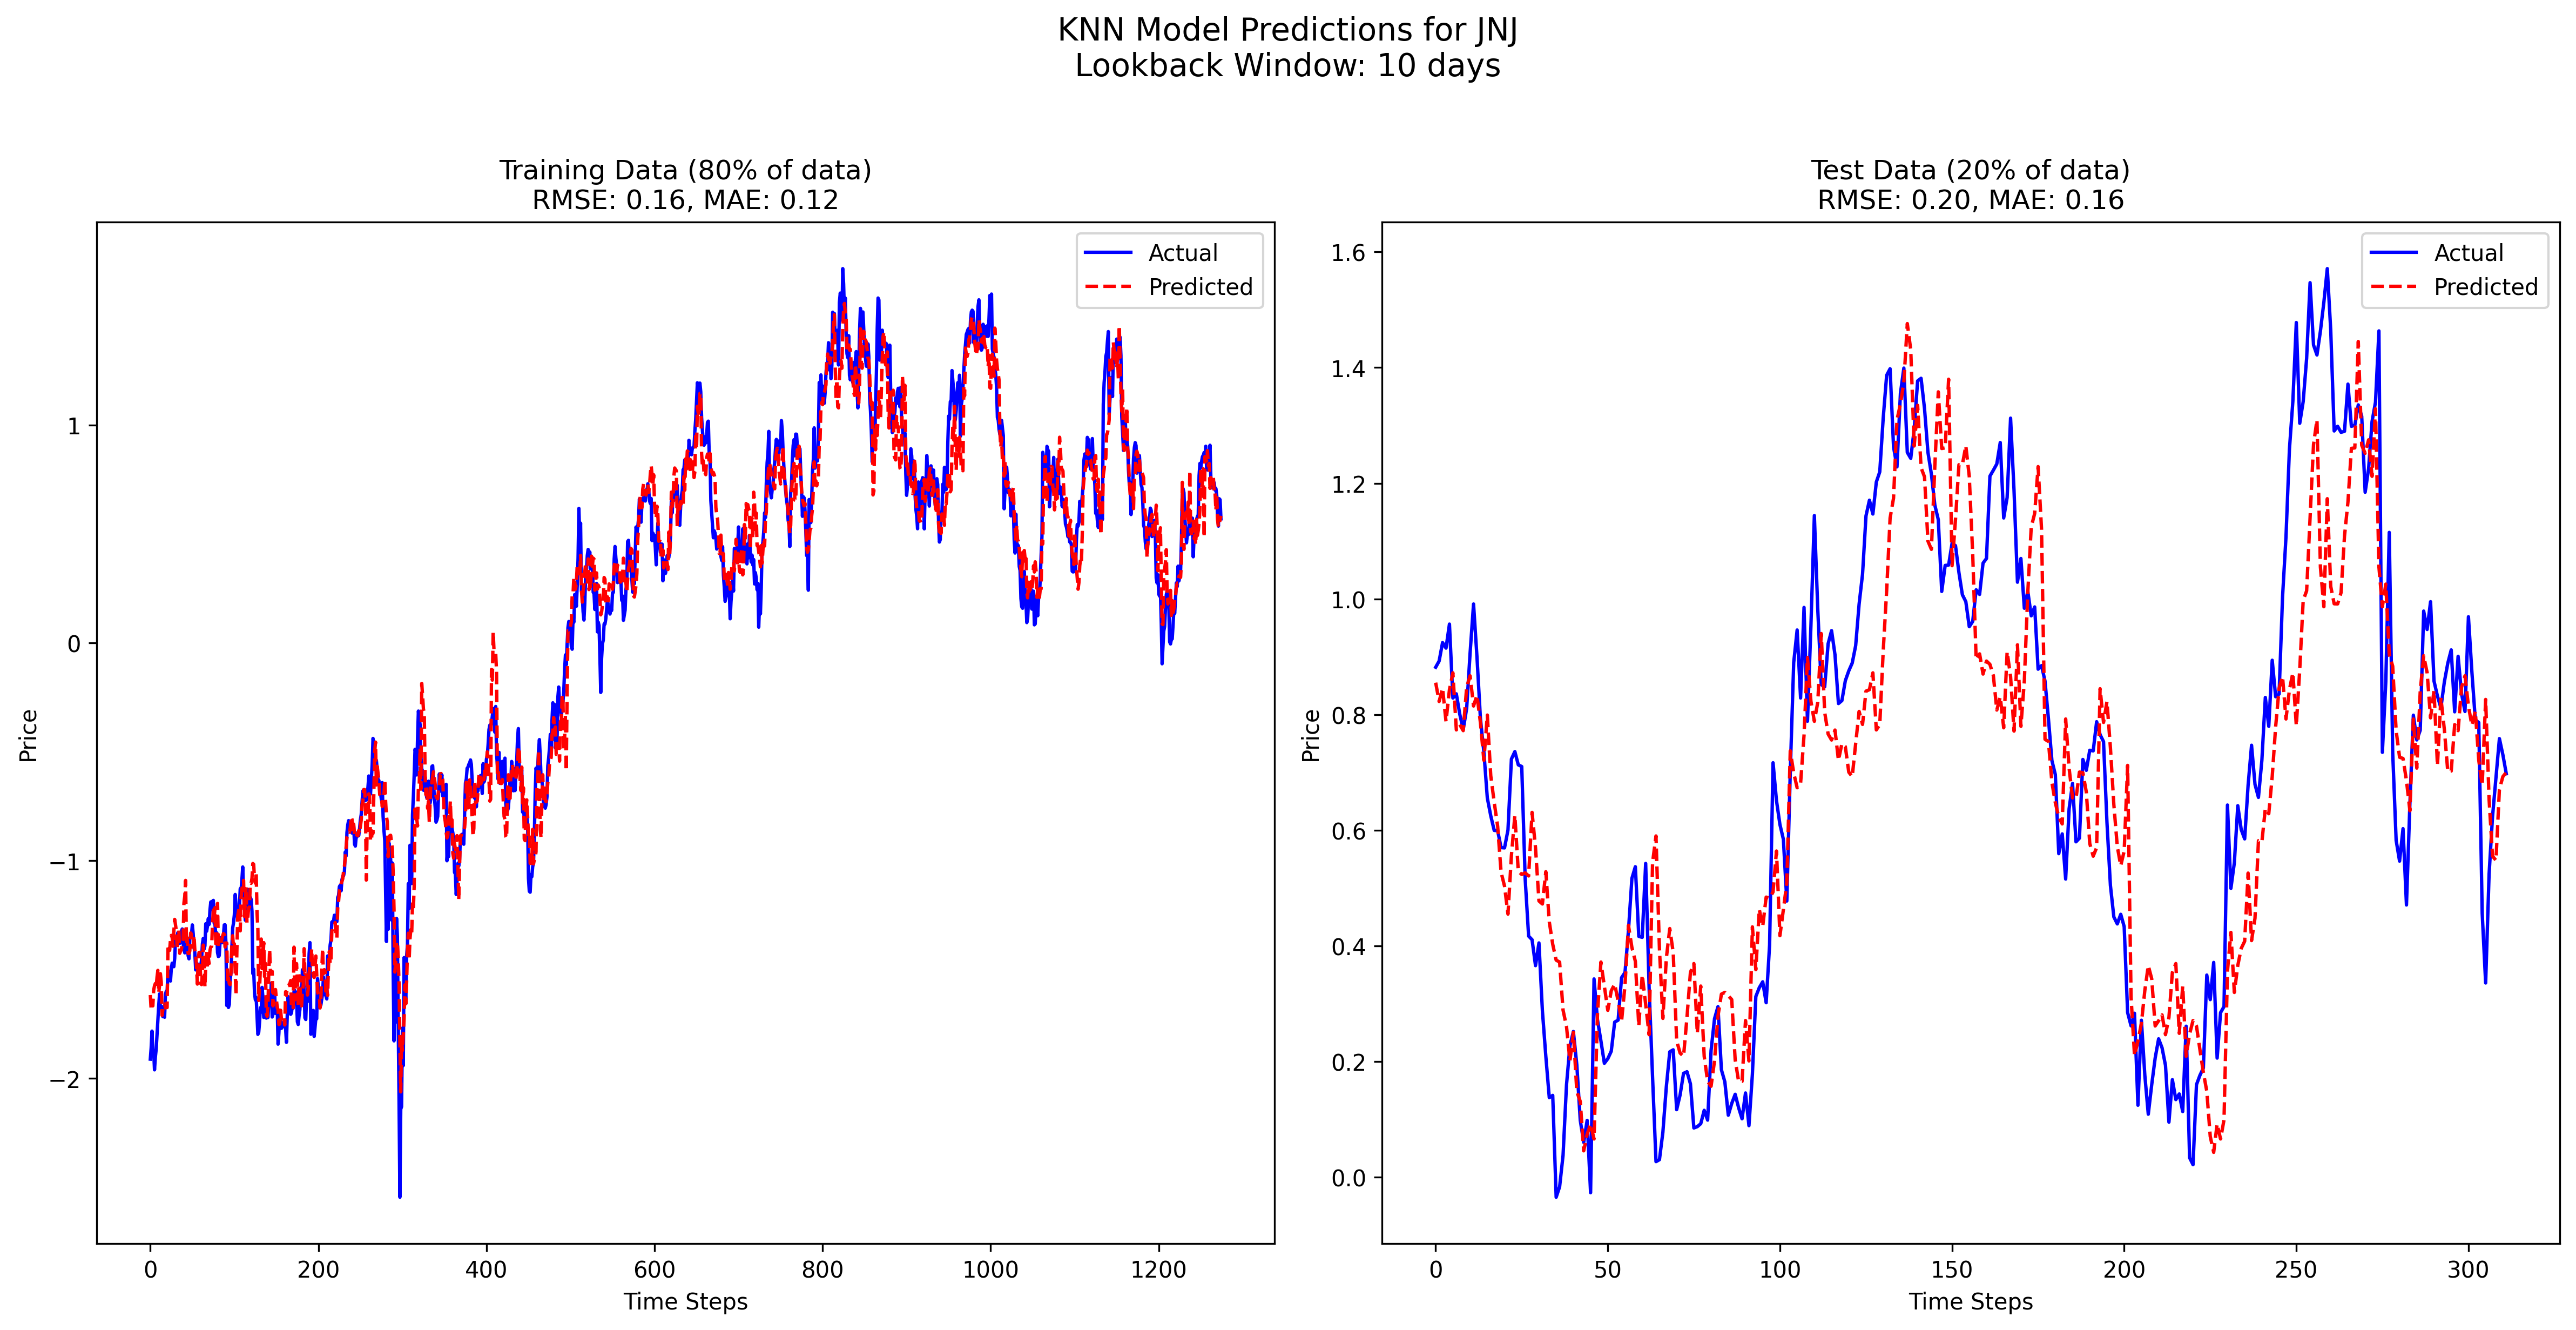 KNN Model Predictions for JNJ
Lookback Window: 10 days
Training Data (80% of data)
RMSE: 0.16, MAE: 0.12
Actual
Predicted
Price
1
0
−1
−2
0
200
400
600
800
1000
1200
Time Steps
Test Data (20% of data)
RMSE: 0.20, MAE: 0.16
Actual
Predicted
Price
1.6
1.4
1.2
1.0
0.8
0.6
0.4
0.2
0.0
0
50
100
150
200
250
300
Time Steps